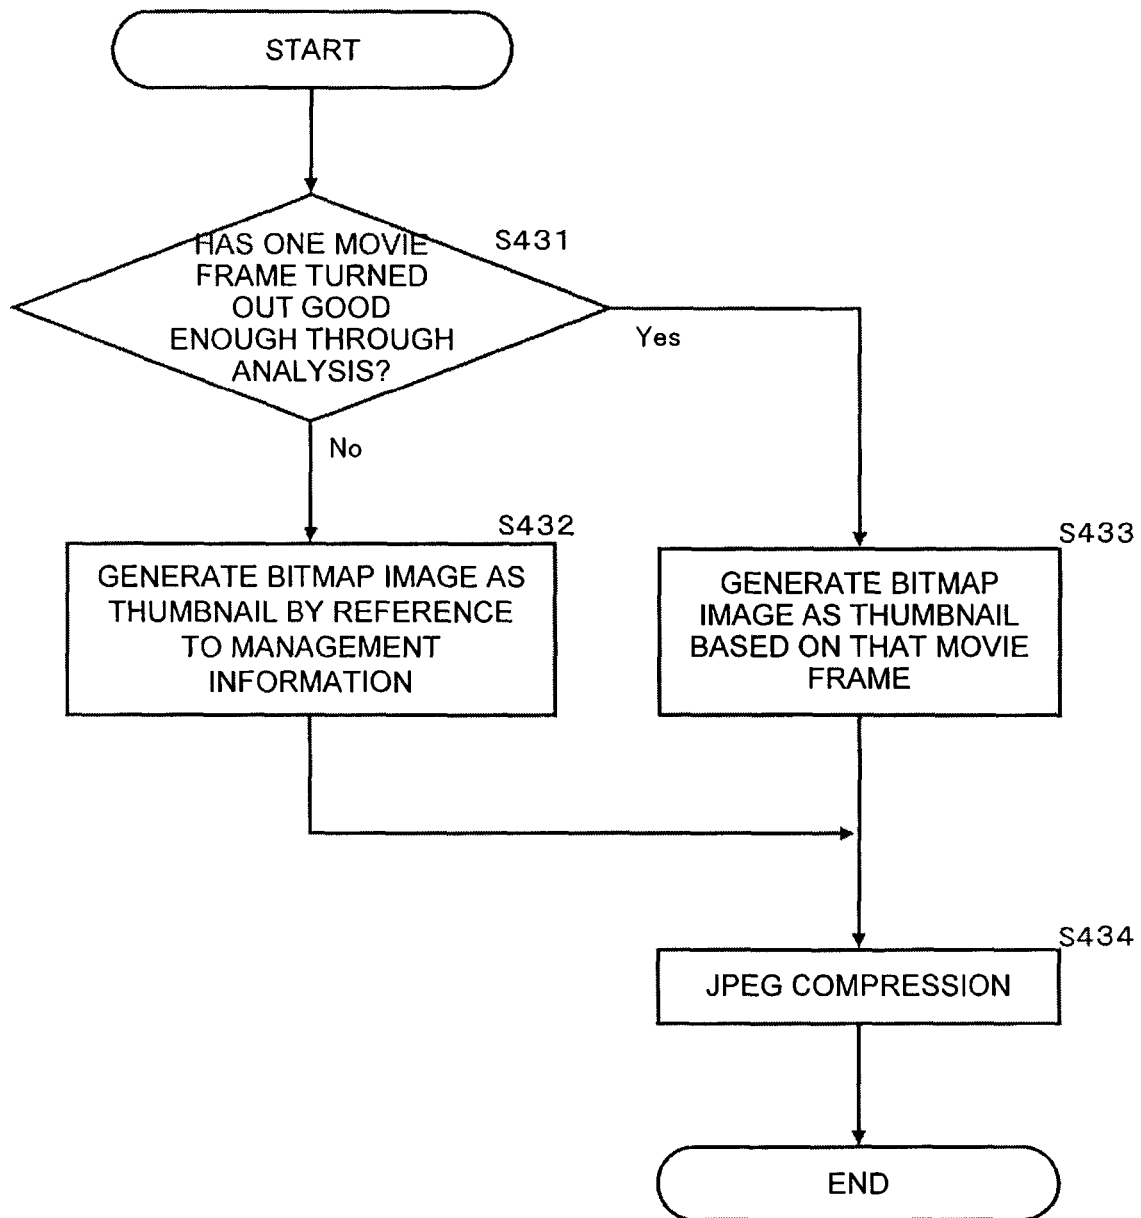 START
S431
HAS ONE MOVIE
FRAME TURNED
OUT GOOD
ENOUGH THROUGH
ANALYSIS?
Yes
No
S432
GENERATE BITMAP IMAGE AS
THUMBNAIL BY REFERENCE
TO MANAGEMENT
INFORMATION
S433
GENERATE BITMAP
IMAGE AS THUMBNAIL
BASED ON THAT MOVIE
FRAME
S434
JPEG COMPRESSION
END